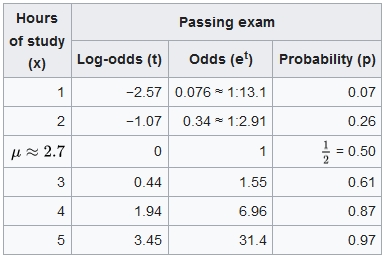 Hours of study (x) Passing exam
Log-odds (t) Odds (eᵗ) Probability (p)
1 −2.57 0.076 ≈ 1:13.1 0.07
2 −1.07 0.34 ≈ 1:2.91 0.26
μ ≈ 2.7 0 1 1/2 = 0.50
3 0.44 1.55 0.61
4 1.94 6.96 0.87
5 3.45 31.4 0.97